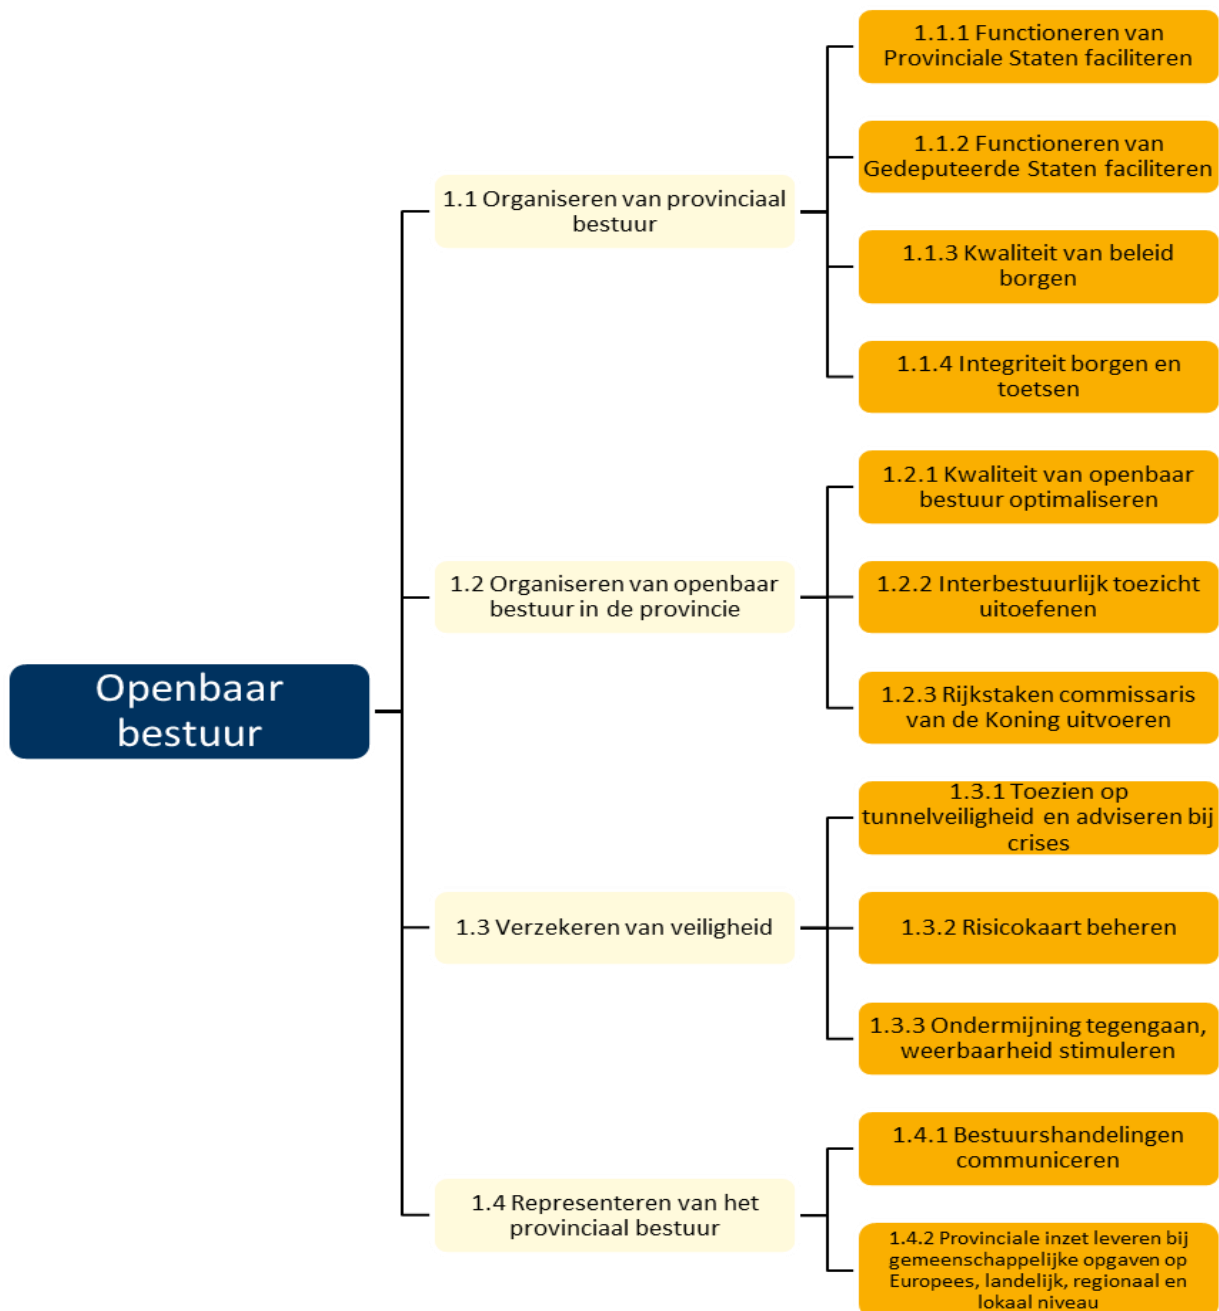 Openbaar
bestuur
1.1 Organiseren van provinciaal
bestuur
1.1.1 Functioneren van
Provinciale Staten faciliteren
1.1.2 Functioneren van
Gedeputeerde Staten faciliteren
1.1.3 Kwaliteit van beleid
borgen
1.1.4 Integriteit borgen en
toetsen
1.2 Organiseren van openbaar
bestuur in de provincie
1.2.1 Kwaliteit van openbaar
bestuur optimaliseren
1.2.2 Interbestuurlijk toezicht
uitoefenen
1.2.3 Rijkstaken commissaris
van de Koning uitvoeren
1.3 Verzekeren van veiligheid
1.3.1 Toezien op
tunnelveiligheid en adviseren bij
crises
1.3.2 Risicokaart beheren
1.3.3 Ondermijning tegengaan,
weerbaarheid stimuleren
1.4 Representeren van het
provinciaal bestuur
1.4.1 Bestuurshandelingen
communiceren
1.4.2 Provinciale inzet leveren bij
gemeenschappelijke opgaven op
Europees, landelijk, regionaal en
lokaal niveau